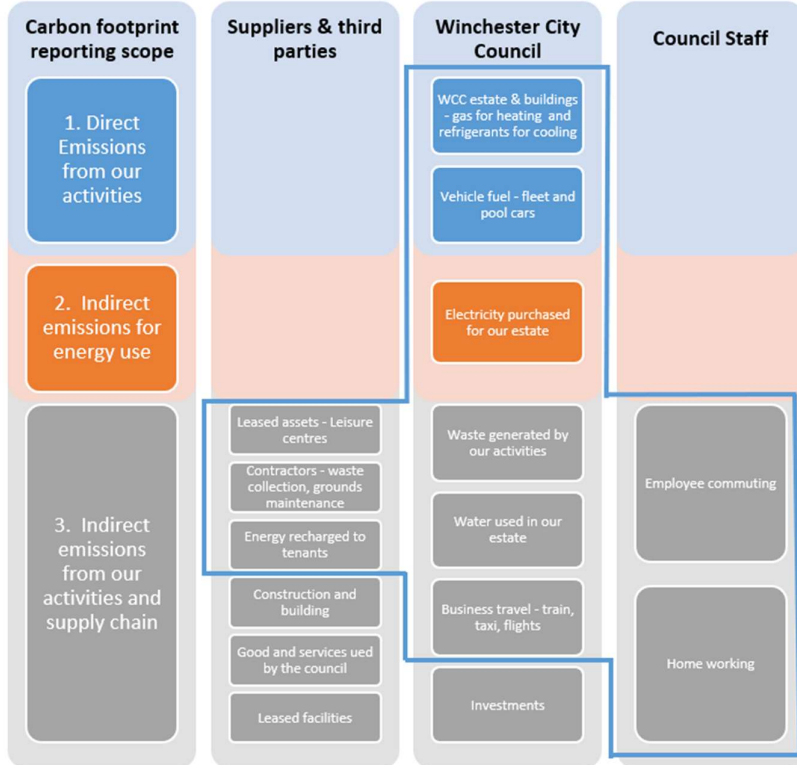 Carbon footprint
reporting scope
Suppliers & third
parties
Winchester City
Council
Council Staff
1. Direct
Emissions
from our
activities
WCC estate & buildings
- gas for heating and
refrigerants for cooling
Vehicle fuel - fleet and
pool cars
2. Indirect
emissions for
energy use
Electricity purchased
for our estate
3. Indirect
emissions
from our
activities and
supply chain
Leased assets - Leisure
centres
Contractors - waste
collection, grounds
maintenance
Energy recharged to
tenants
Construction and
building
Good and services ued
by the council
Leased facilities
Waste generated by
our activities
Water used in our
estate
Business travel - train,
taxi, flights
Investments
Employee commuting
Home working